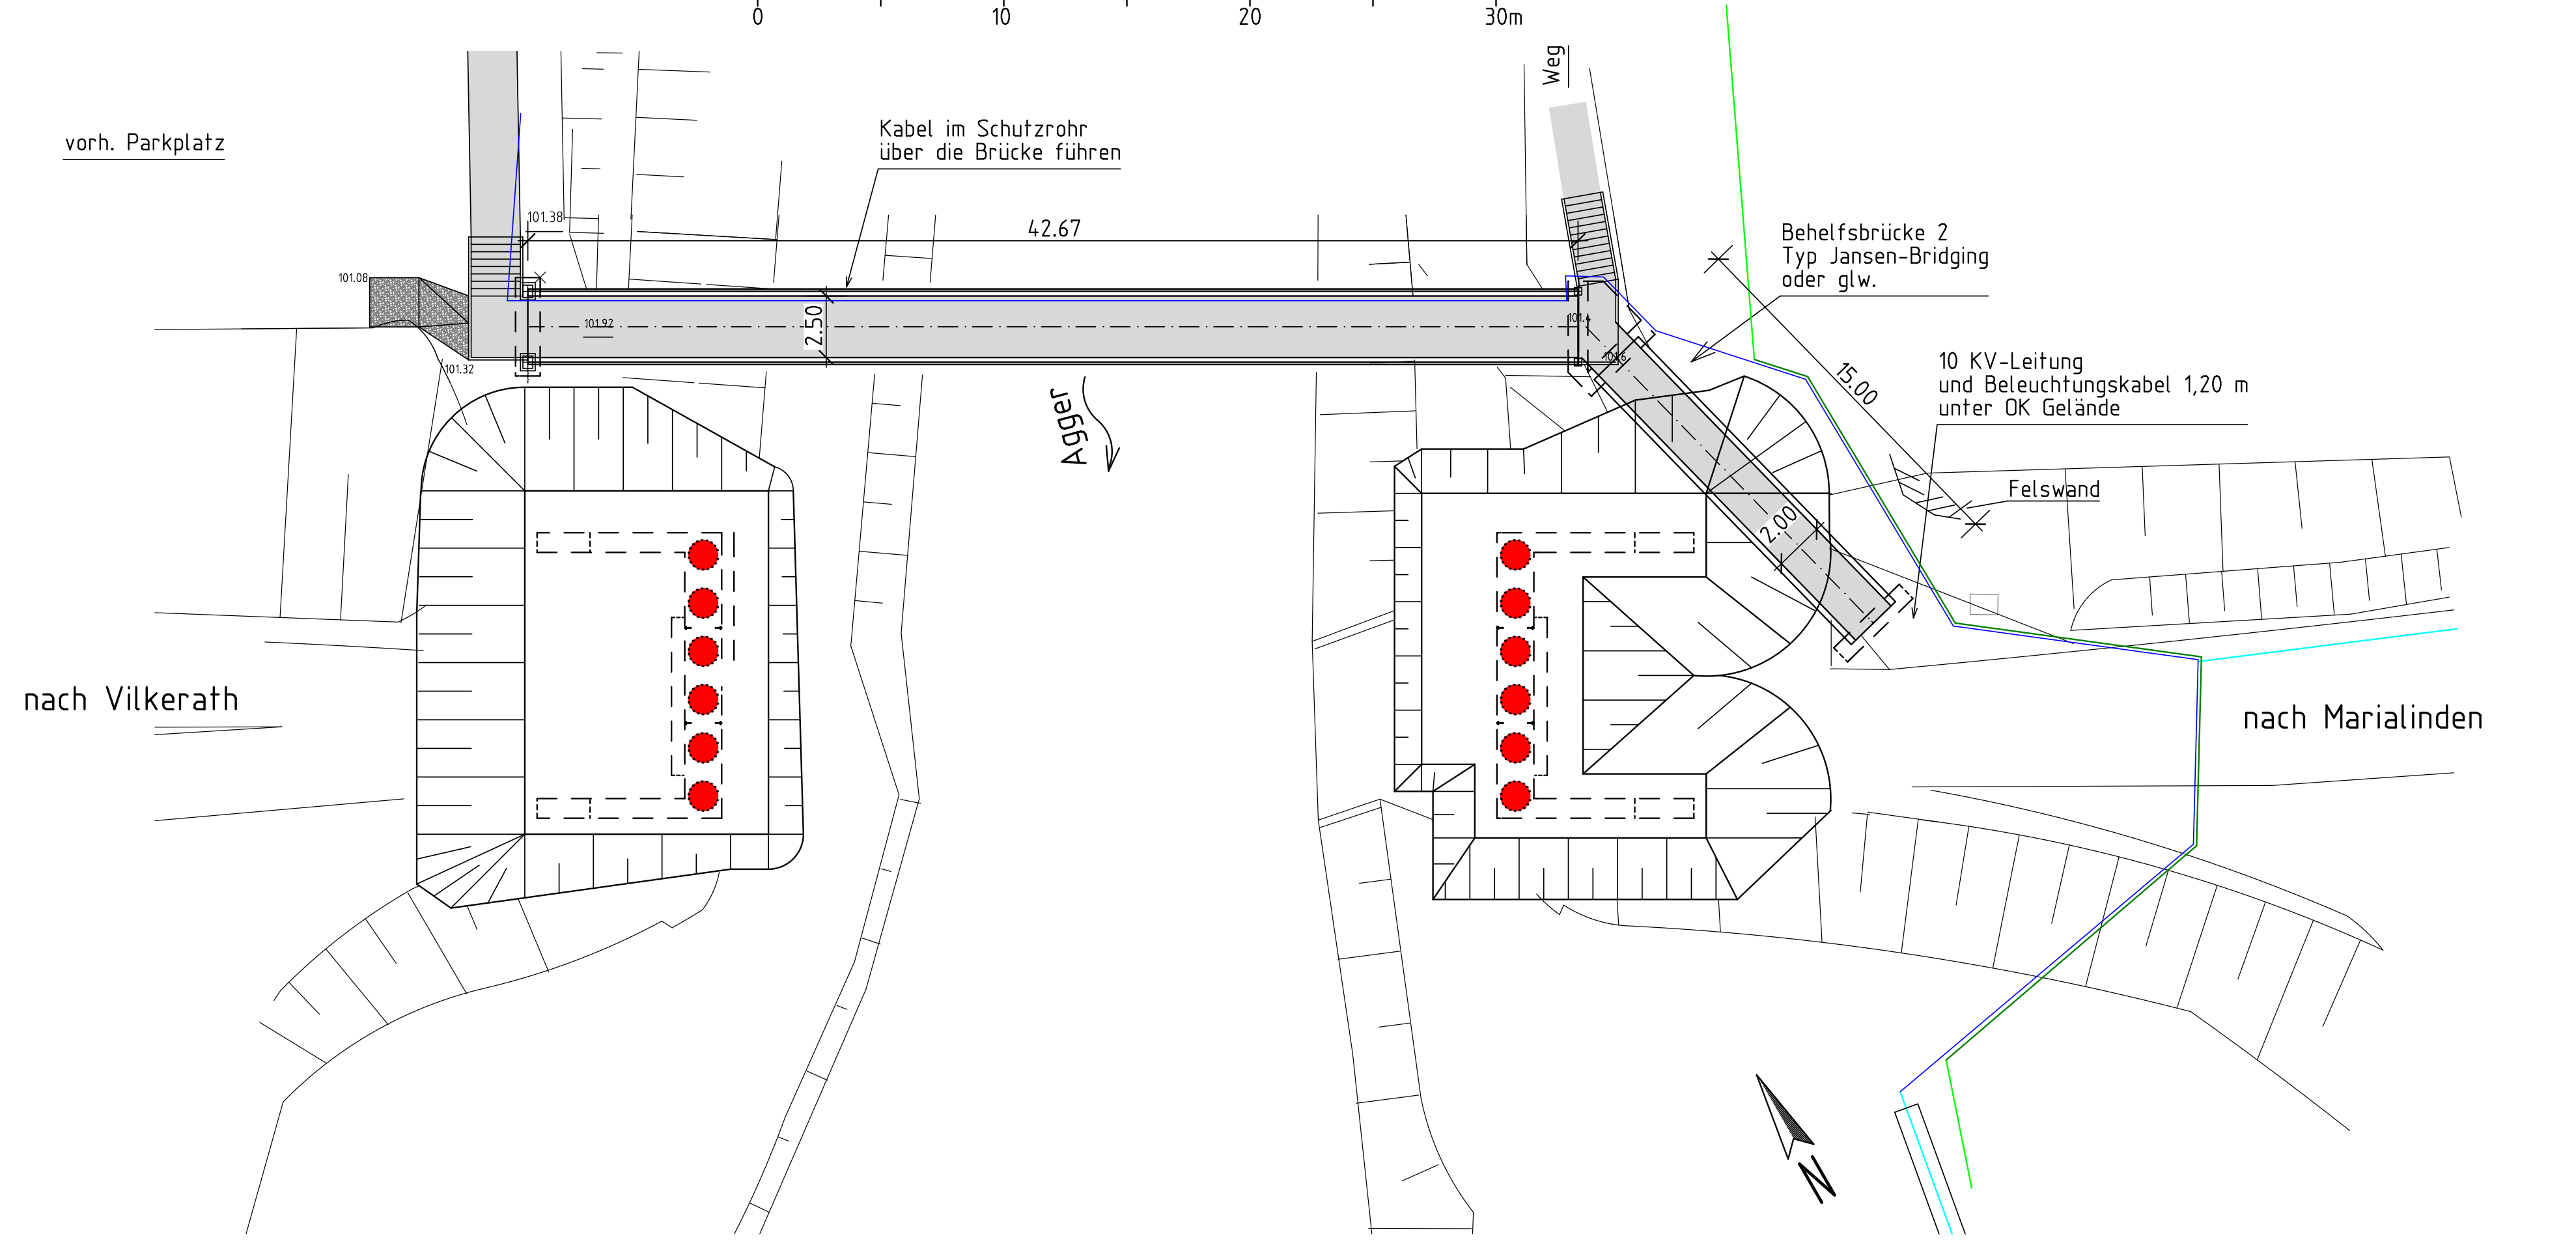 0 10 20 30m
Weg
vorh. Parkplatz
Kabel im Schutzrohr
über die Brücke führen
101.38
42.67
Behelfsbrücke 2
Typ Jansen-Bridging
oder glw.
101.08
101.92
2.50
101.32
15.00
10 KV-Leitung
und Beleuchtungskabel 1,20 m
unter OK Gelände
Agger
Felswand
2.00
nach Vilkerath
nach Marialinden
N